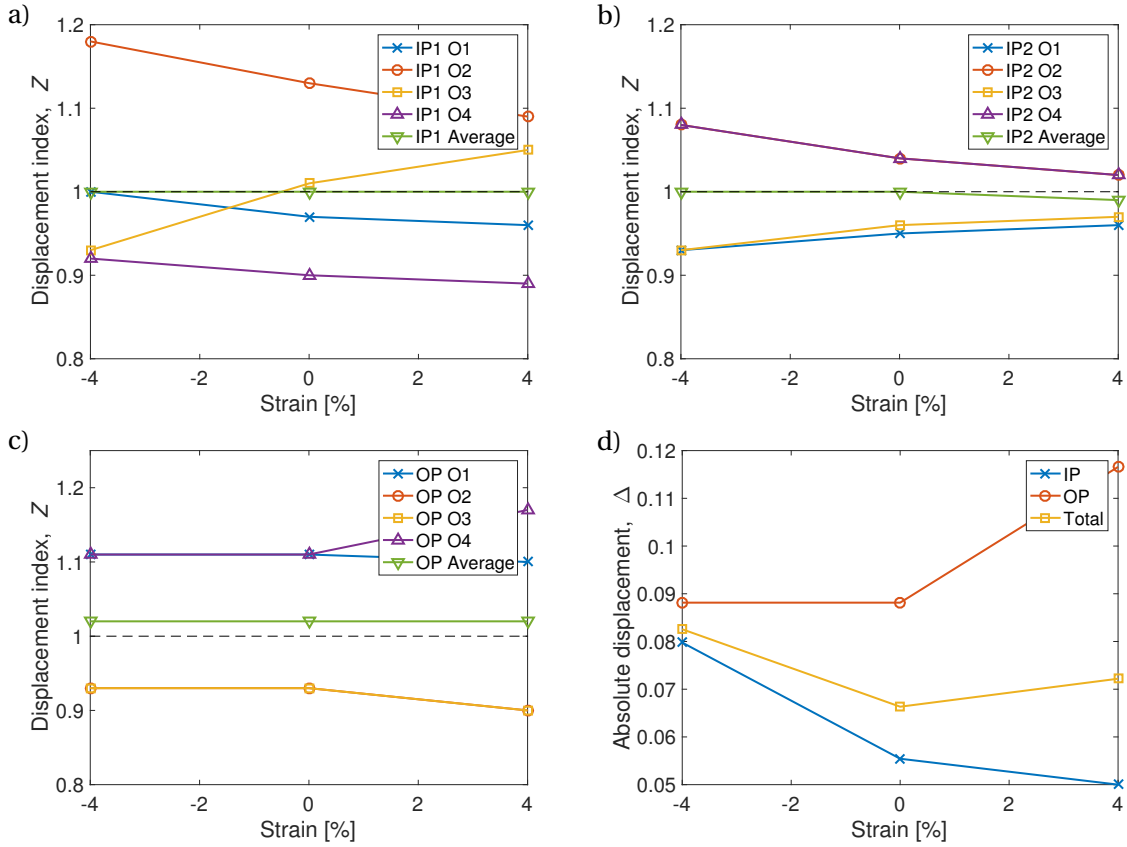 a)
1.2
1.1
1
0.9
0.8
-4
-2
0
2
4
Strain [%]
Displacement index, Z
IP1 O1
IP1 O2
IP1 O3
IP1 O4
IP1 Average
b)
1.2
1.1
1
0.9
0.8
-4
-2
0
2
4
Strain [%]
Displacement index, Z
IP2 O1
IP2 O2
IP2 O3
IP2 O4
IP2 Average
c)
1.2
1.1
1
0.9
0.8
-4
-2
0
2
4
Strain [%]
Displacement index, Z
OP O1
OP O2
OP O3
OP O4
OP Average
d)
0.12
0.11
0.1
0.09
0.08
0.07
0.06
0.05
-4
-2
0
2
4
Strain [%]
Absolute displacement, Δ
IP
OP
Total